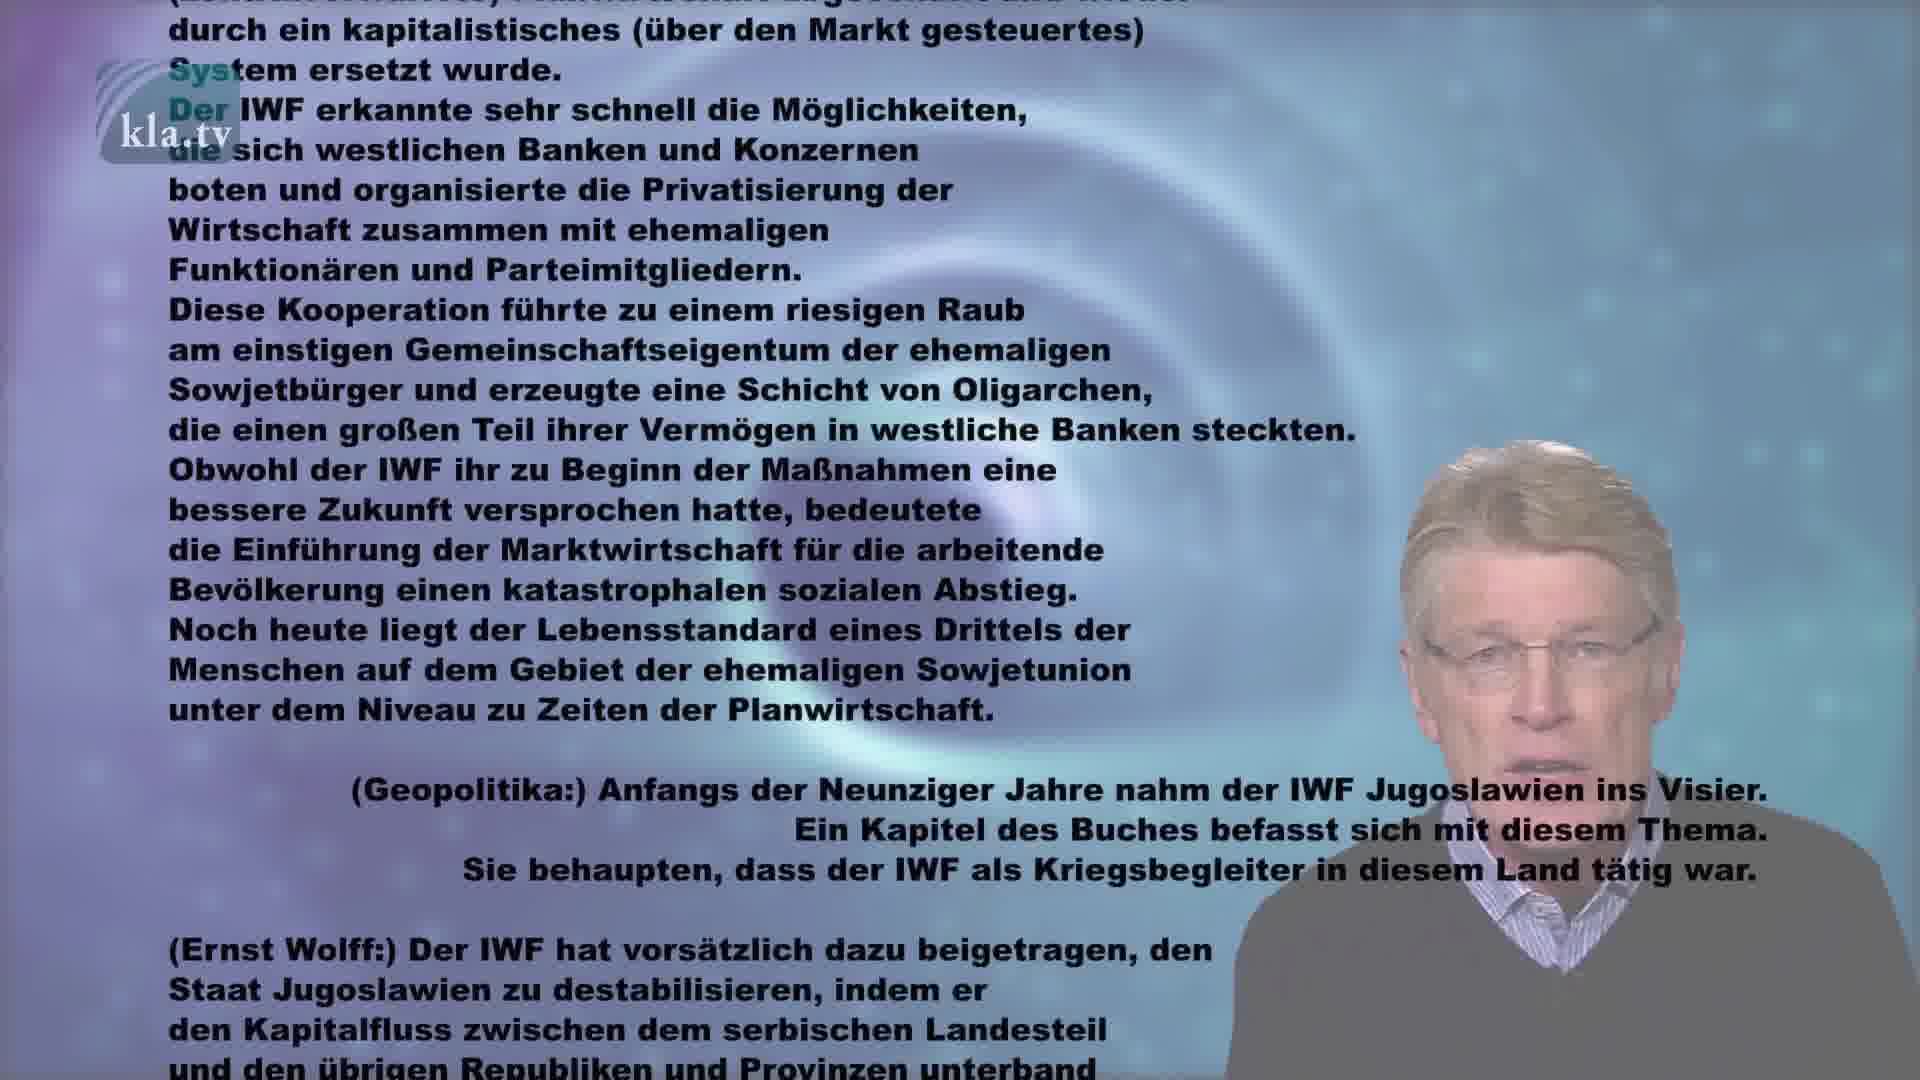 durch ein kapitalistisches (über den Markt gesteuertes)
System ersetzt wurde.
Der IWF erkannte sehr schnell die Möglichkeiten,
kla.tv
die sich westlichen Banken und Konzernen
boten und organisierte die Privatisierung der
Wirtschaft zusammen mit ehemaligen
Funktionären und Parteimitgliedern.
Diese Kooperation führte zu einem riesigen Raub
am einstigen Gemeinschaftseigentum der ehemaligen
Sowjetbürger und erzeugte eine Schicht von Oligarchen,
die einen großen Teil ihrer Vermögen in westliche Banken steckten.
Obwohl der IWF ihr zu Beginn der Maßnahmen eine
bessere Zukunft versprochen hatte, bedeutete
die Einführung der Marktwirtschaft für die arbeitende
Bevölkerung einen katastrophalen sozialen Abstieg.
Noch heute liegt der Lebensstandard eines Drittels der
Menschen auf dem Gebiet der ehemaligen Sowjetunion
unter dem Niveau zu Zeiten der Planwirtschaft.
(Geopolitika:) Anfangs der Neunziger Jahre nahm der IWF Jugoslawien ins Visier.
Ein Kapitel des Buches befasst sich mit diesem Thema.
Sie behaupten, dass der IWF als Kriegsbegleiter in diesem Land tätig war.
(Ernst Wolff:) Der IWF hat vorsätzlich dazu beigetragen, den
Staat Jugoslawien zu destabilisieren, indem er
den Kapitalfluss zwischen dem serbischen Landesteil
und den übrigen Republiken und Provinzen unterband